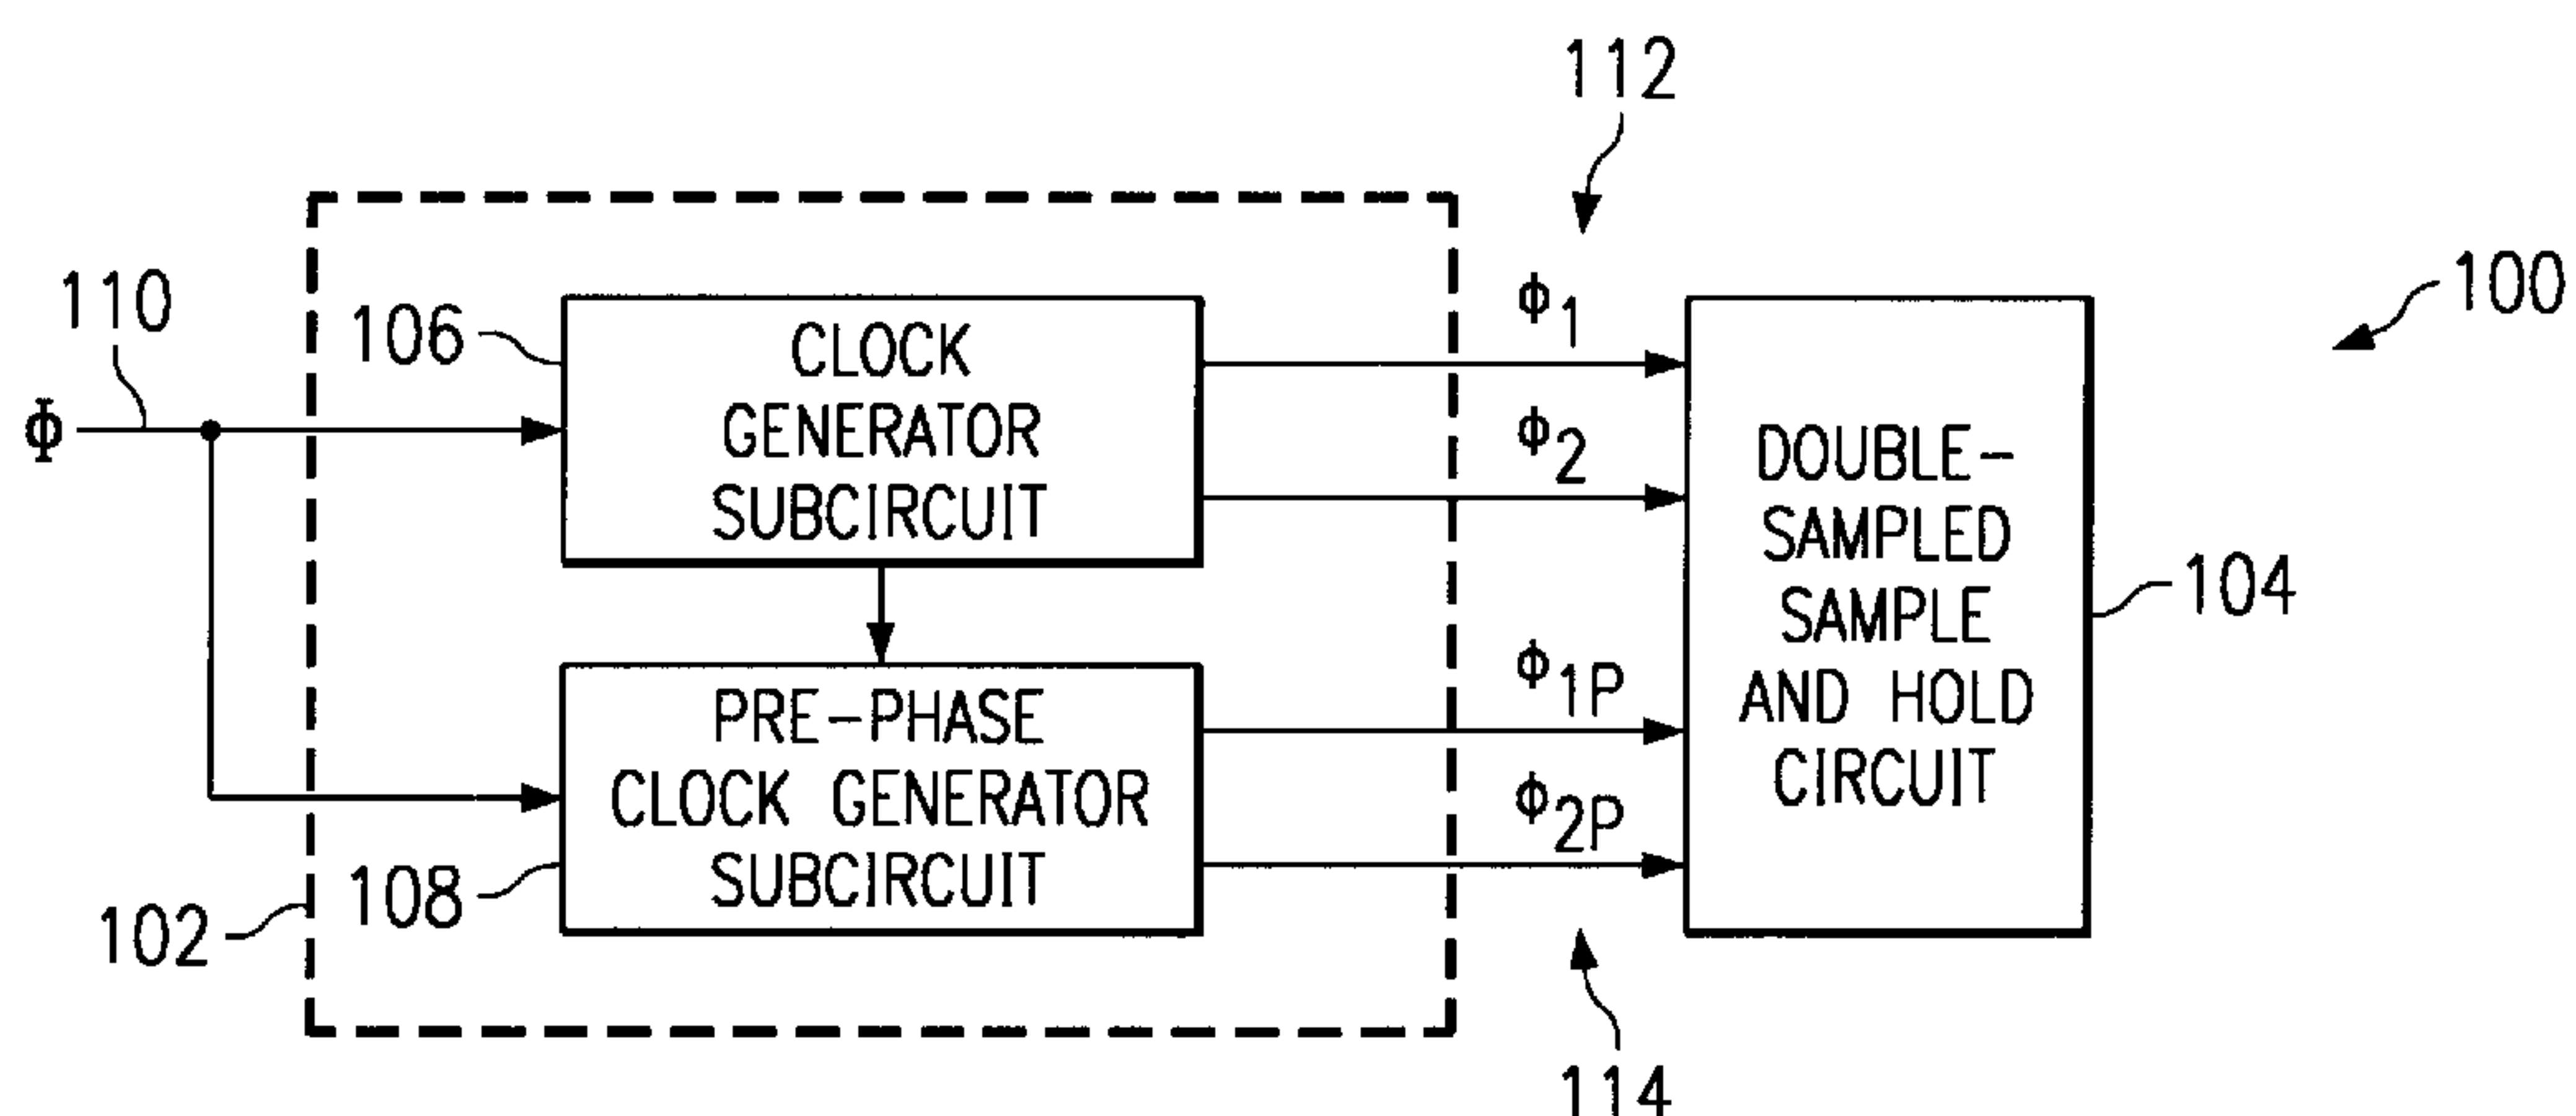 112
100
110
106
CLOCK
GENERATOR
SUBCIRCUIT
Φ
Φ1
Φ2
DOUBLE-
SAMPLED
SAMPLE
AND HOLD
CIRCUIT
104
PRE-PHASE
CLOCK GENERATOR
SUBCIRCUIT
Φ1P
Φ2P
108
102
114